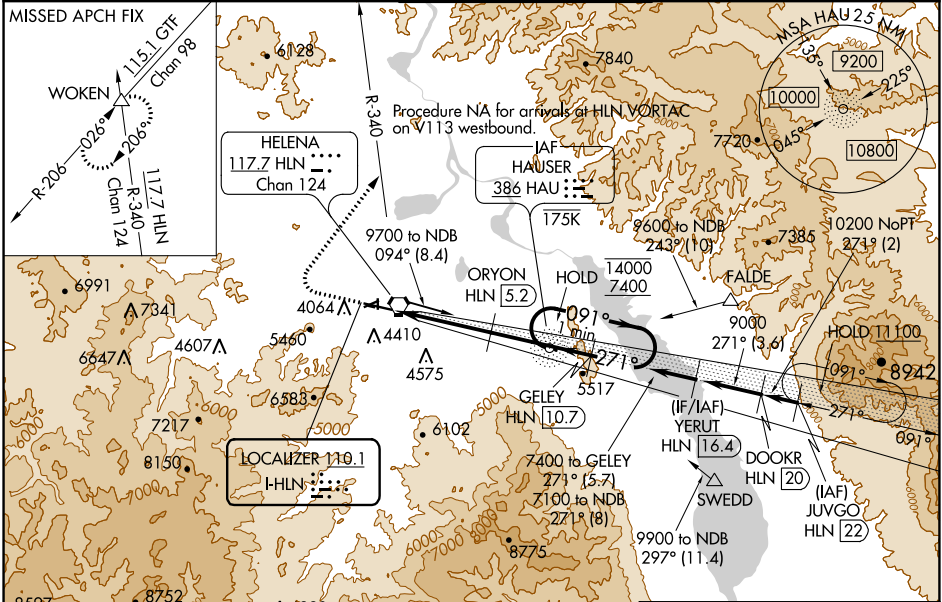 MISSED APCH FIX
115.1 GTF
Chan 98
WOKEN
026°
206°
R-206
R-340
117.7 HLN
Chan 124
6128
7840
R-340
Procedure NA for arrivals at HLN VORTAC
on V113 westbound.
MSA HAU 25 NM
135°
9200
225°
10000
045°
10800
5000
7720
HELENA
117.7 HLN
Chan 124
IAF
HAUSER
386 HAU
175K
9700 to NDB
094° (8.4)
ORYON
HLN 5.2
HOLD
14000
7400
9600 to NDB
243° (10)
FALDE
7385
10200 NoPT
271° (2)
9000
271° (3.6)
HOLD 11100
091°
8942
271°
091°
1 min
271°
5517
6991
7341
4064
4410
4575
5460
4607
6647
6583
7217
8150
5000
6102
5000
GELEY
HLN 10.7
(IF/IAF)
YERUT
HLN 16.4
DOOKR
HLN 20
(IAF)
JUVGO
HLN 22
6000
LOCALIZER 110.1
I-HLN
7400 to GELEY
271° (5.7)
7100 to NDB
271° (8)
SWEDD
9900 to NDB
297° (11.4)
8775
6000
7000
8752